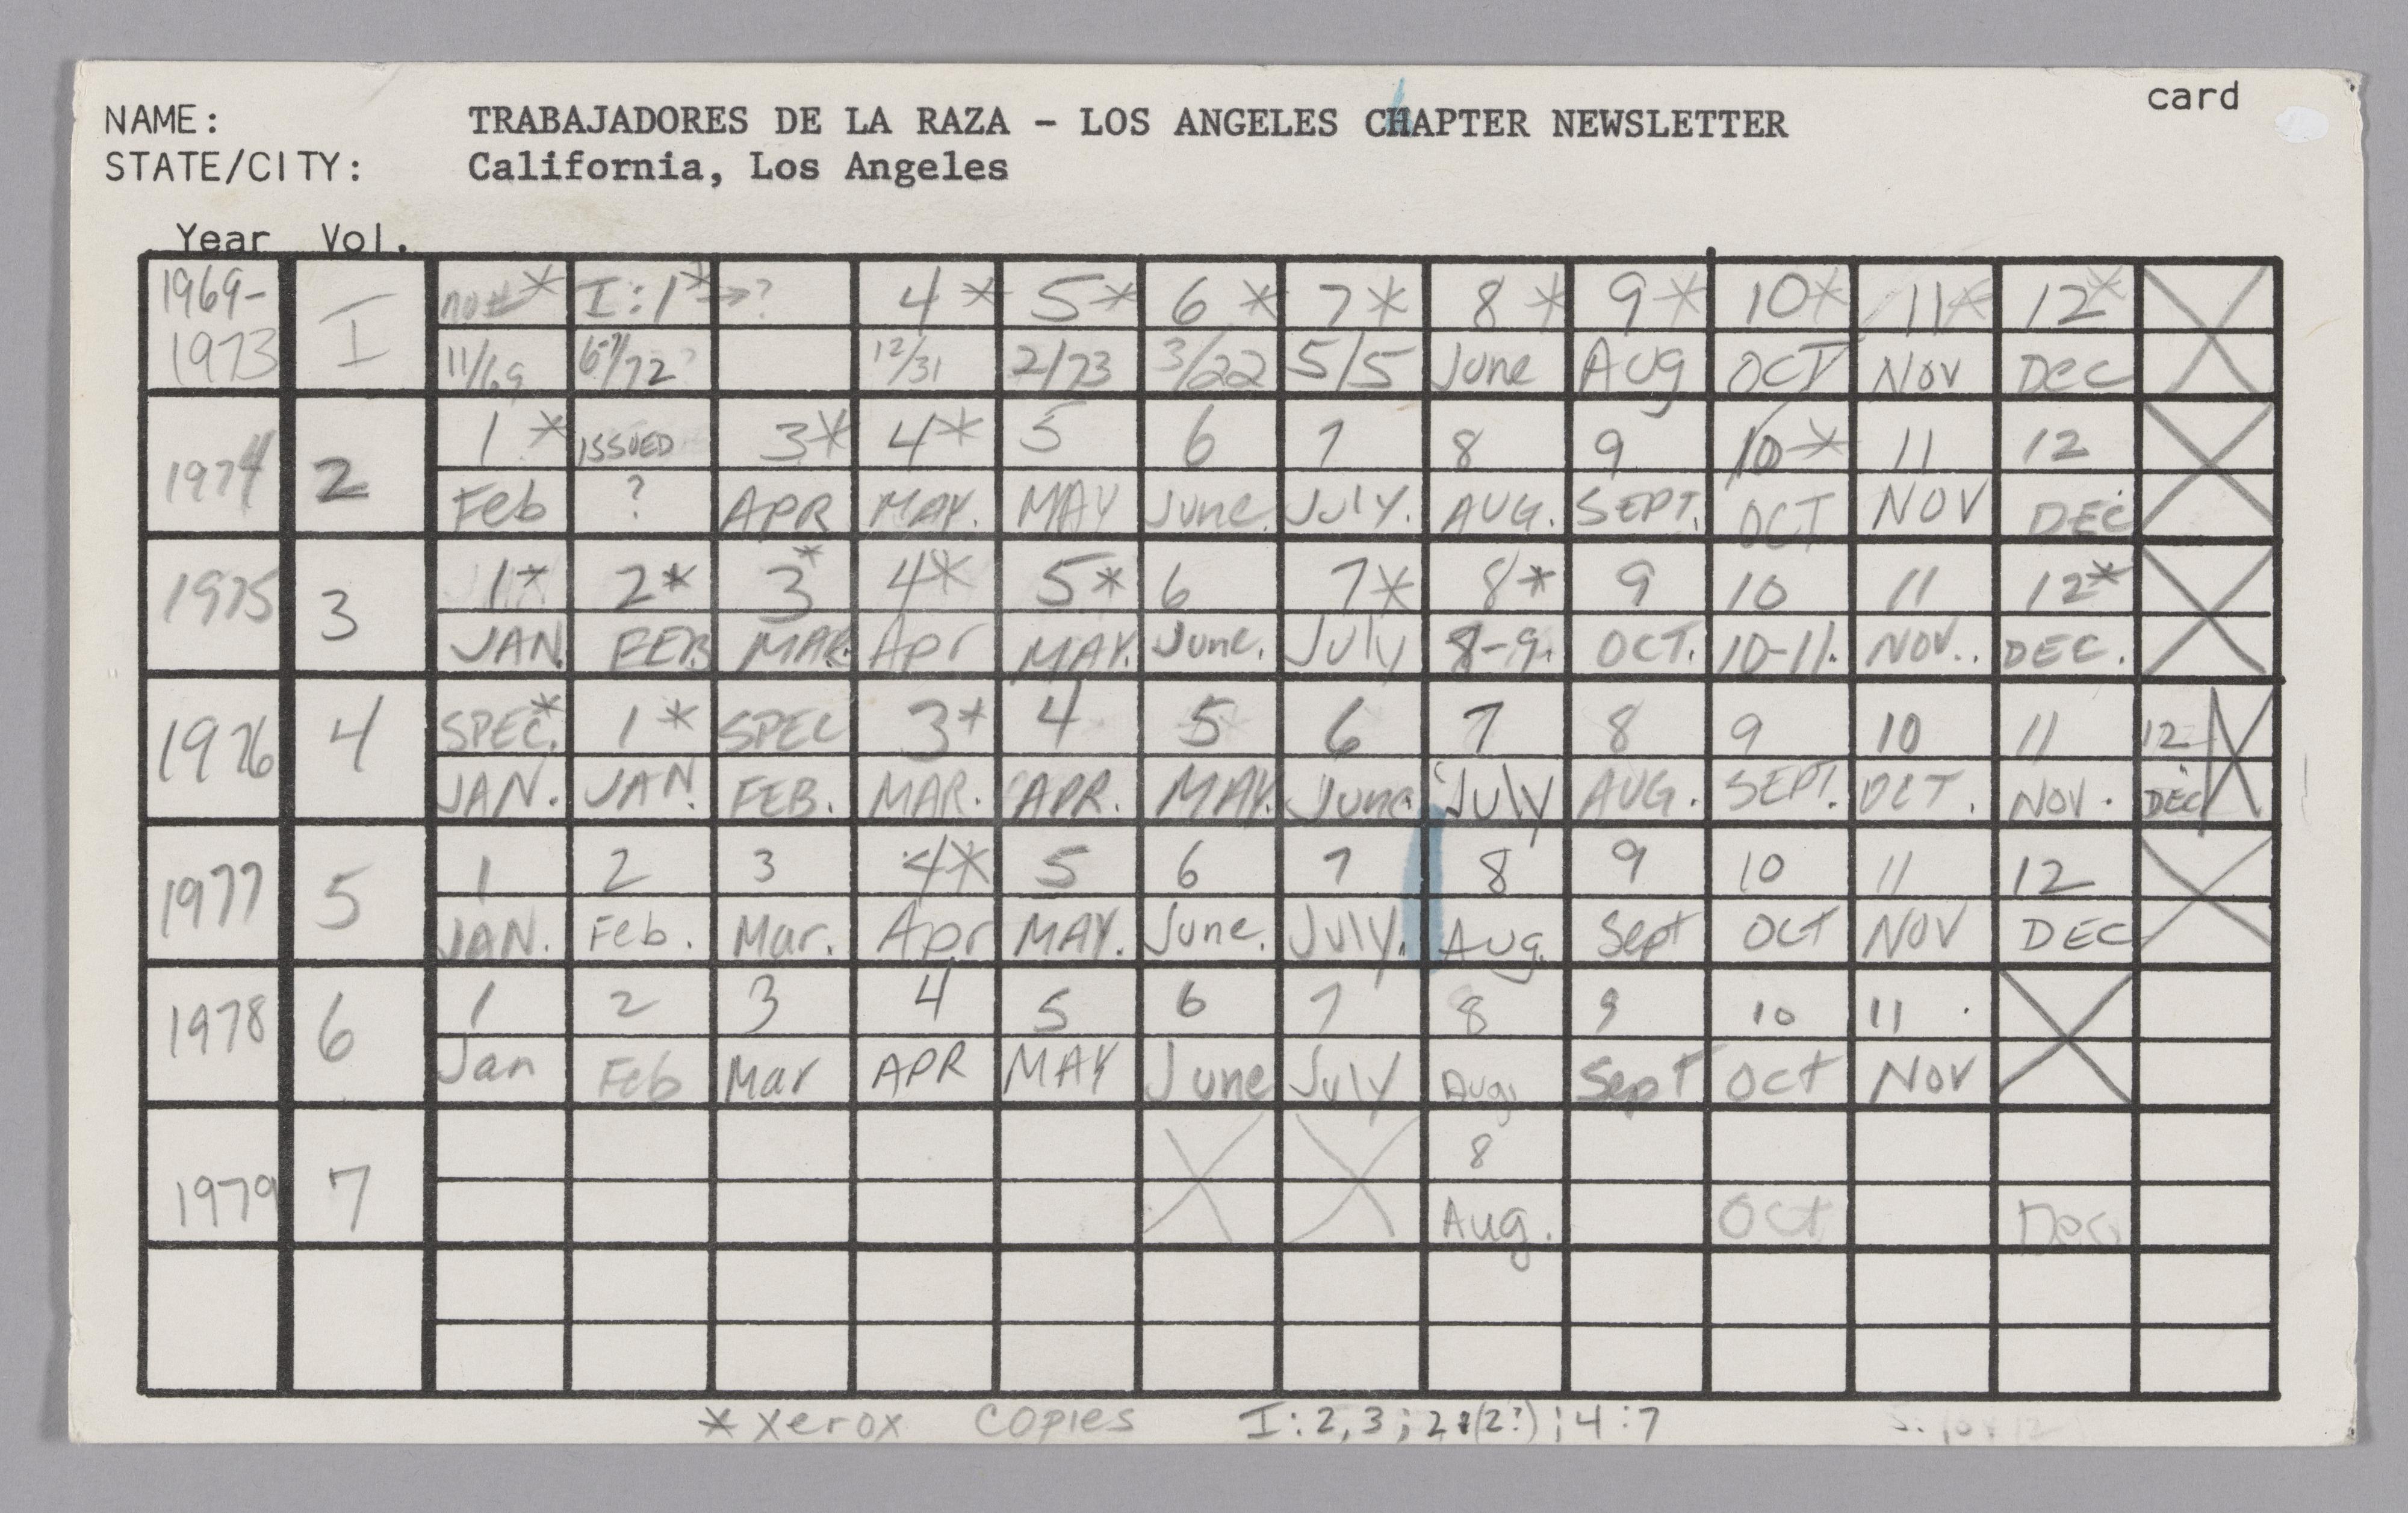 card
NAME: TRABAJADORES DE LA RAZA - LOS ANGELES CHAPTER NEWSLETTER
STATE/CITY: California, Los Angeles
Year Vol.
1969- I no# * I:1* →? 4 * 5 * 6 * 7 * 8 * 9 * 10 * 11 * 12 *
1973 11/69 /72 ? 12/31 2/73 3/22 5/5 June Aug OCT Nov Dec
1974 2 1 * ISSUED 3 * 4 * 5 6 7 8 9 10 * 11 12
Feb ? APR MAY. MAY June. July. AUG. SEPT. OCT NOV DEC
1975 3 1 * 2 * 3 * 4 * 5 * 6 7 * 8 * 9 10 11 12 *
JAN. FEB MAR. Apr MAY. June. July 8-9. OCT. 10-11. NOV.. DEC.
1976 4 SPEC. * 1 * SPEC 3 * 4 5 6 7 8 9 10 11 12
JAN. JAN. FEB. MAR. APR. MAY. June. July AUG. SEPT. OCT. NOV. DEC
1977 5 1 2 3 4 * 5 6 7 8 9 10 11 12
JAN. Feb. Mar. Apr MAY. June. July. Aug. Sept OCT NOV DEC
1978 6 1 2 3 4 5 6 7 8 9 10 11
Jan Feb Mar APR MAY June July Aug. Sept Oct Nov
1979 7 8
Aug. Oct Dec.
* Xerox COPIES I:2,3; 2:(2?); 4:7